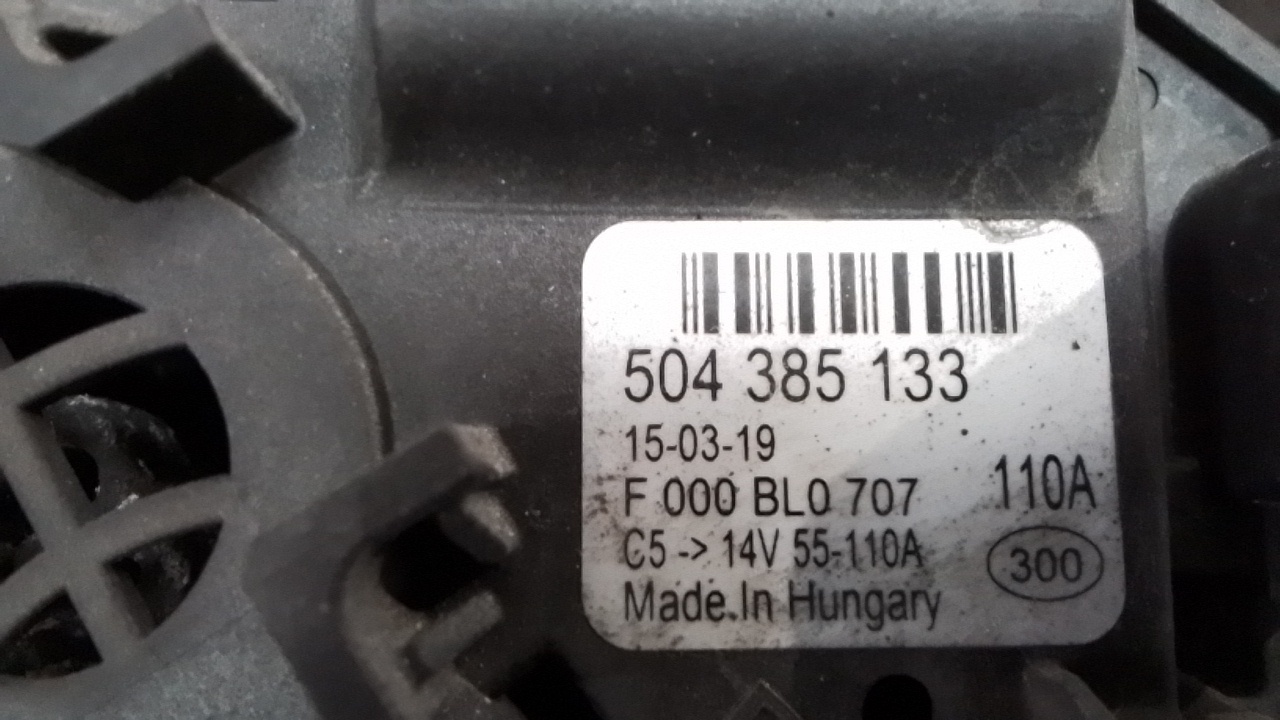 504 385 133
15-03-19
F 000 BL0 707
110A
C5 -> 14V 55-110A
300
Made.In Hungary